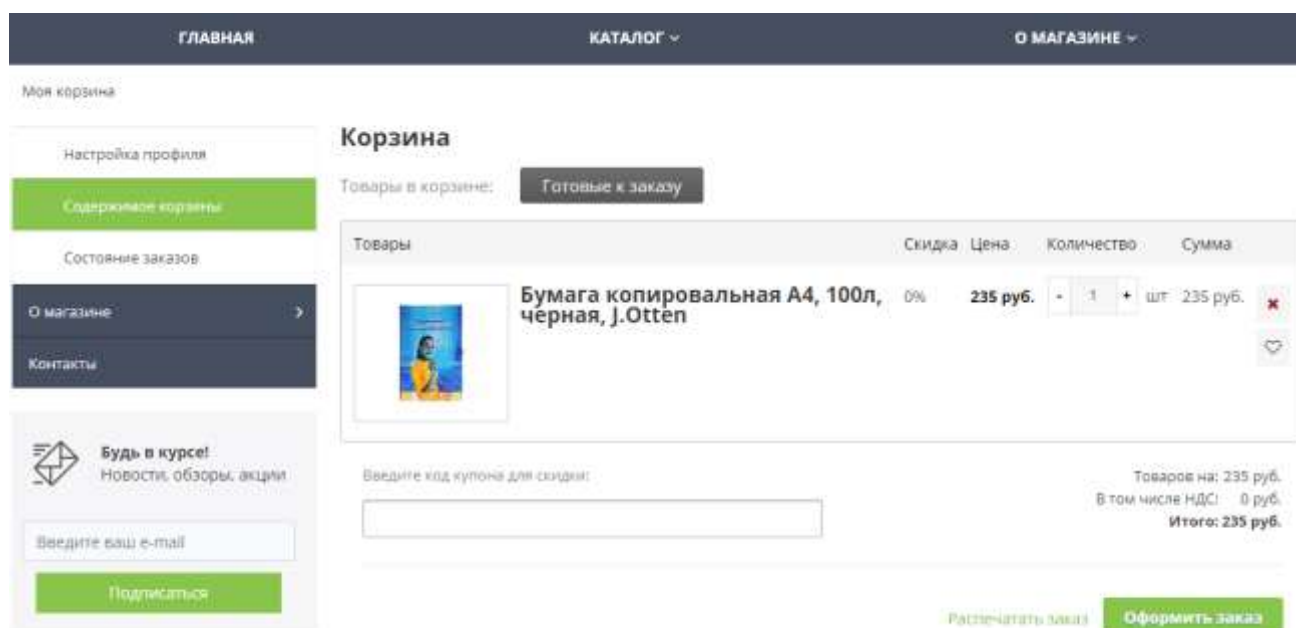 ГЛАВНАЯ КАТАЛОГ О МАГАЗИНЕ
Моя корзина
Настройка профиля
Содержимое корзины
Состояние заказов
О магазине
Контакты
Будь в курсе!
Новости, обзоры, акции
Введите ваш e-mail
Подписаться
Корзина
Товары в корзине: Готовые к заказу
Товары Скидка Цена Количество Сумма
Бумага копировальная А4, 100л, 0% 235 руб. - 1 + шт 235 руб.
черная, J.Otten
Введите код купона для скидки:
Товаров на: 235 руб.
В том числе НДС: 0 руб.
Итого: 235 руб.
Распечатать заказ Оформить заказ